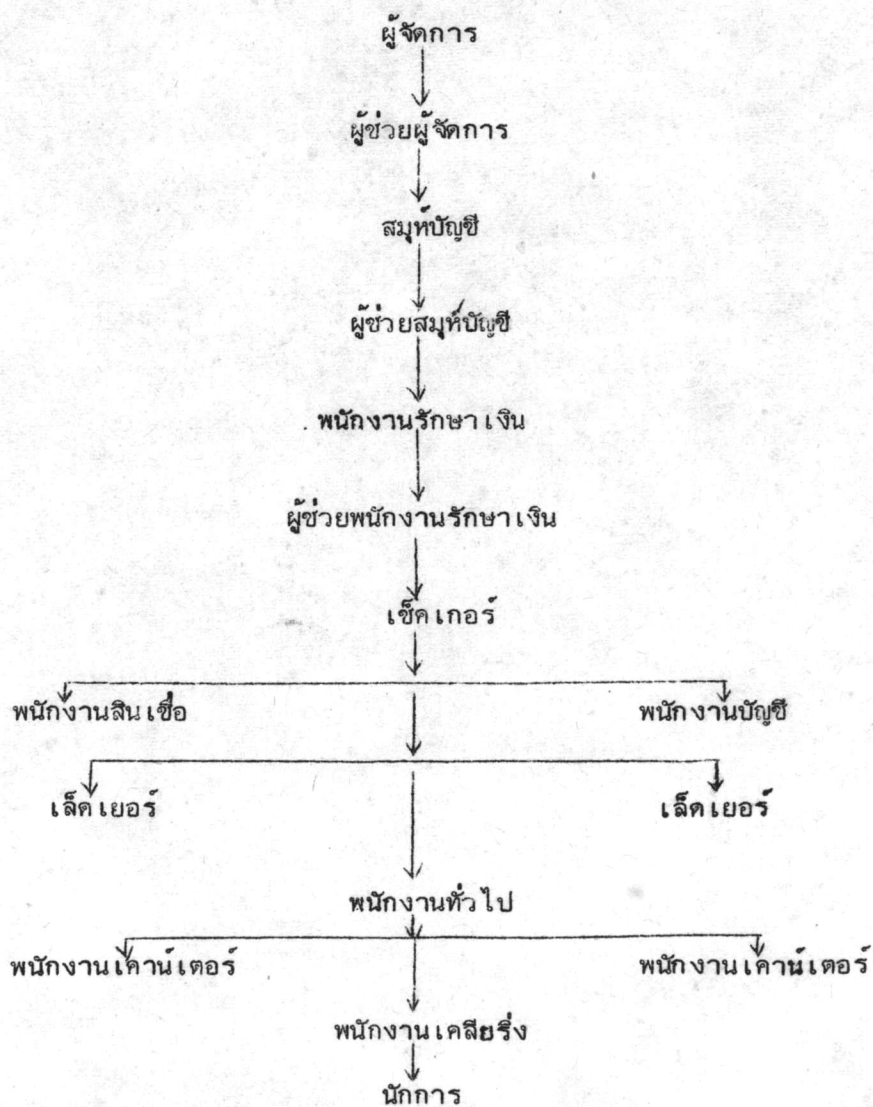 ผู้จัดการ
ผู้ช่วยผู้จัดการ
สมุห์บัญชี
ผู้ช่วยสมุห์บัญชี
พนักงานรักษาเงิน
ผู้ช่วยพนักงานรักษาเงิน
เช็คเกอร์
พนักงานสินเชื่อ
พนักงานบัญชี
เล็ดเยอร์
เล็ดเยอร์
พนักงานทั่วไป
พนักงานเคาน์เตอร์
พนักงานเคาน์เตอร์
พนักงานเคลียริ่ง
นักการ